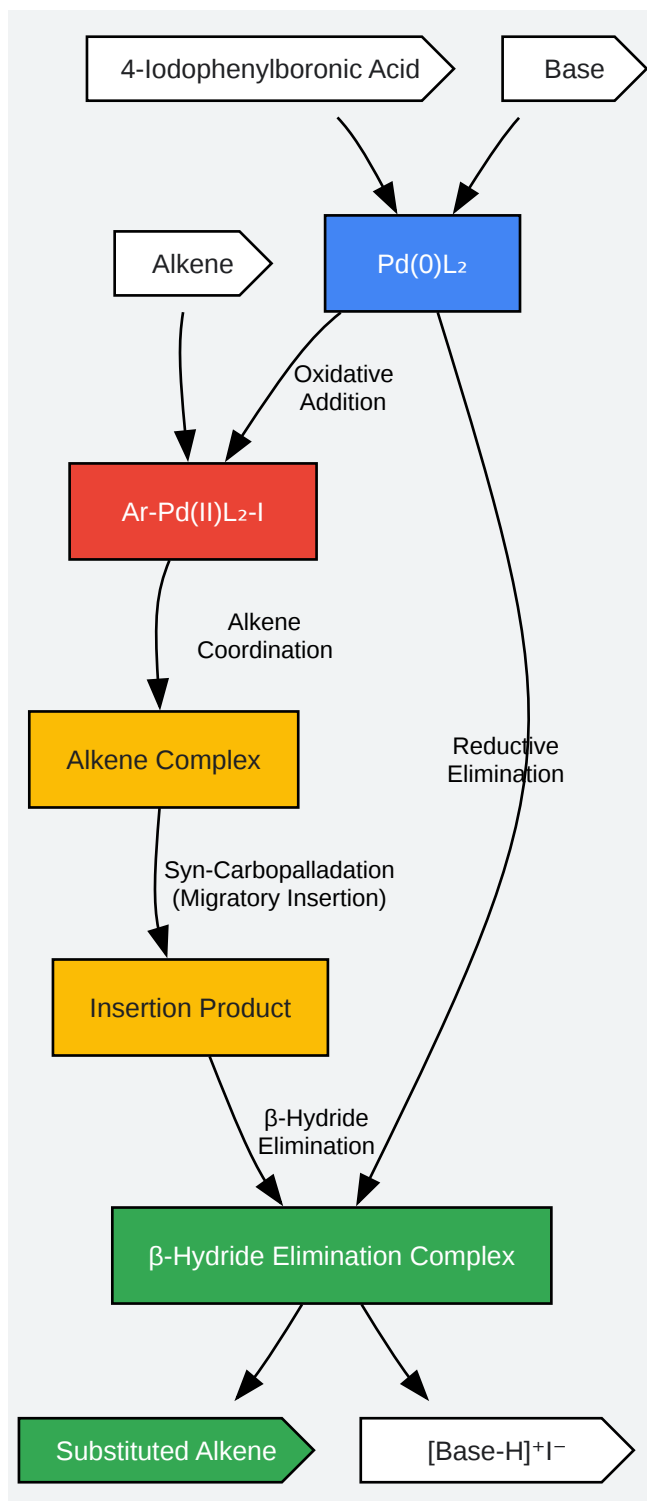 4-Iodophenylboronic Acid
Base
Alkene
Pd(0)L₂
Oxidative
Addition
Ar-Pd(II)L₂-I
Alkene
Coordination
Alkene Complex
Reductive
Elimination
Syn-Carbopalladation
(Migratory Insertion)
Insertion Product
β-Hydride
Elimination
β-Hydride Elimination Complex
Substituted Alkene
[Base-H]⁺I⁻